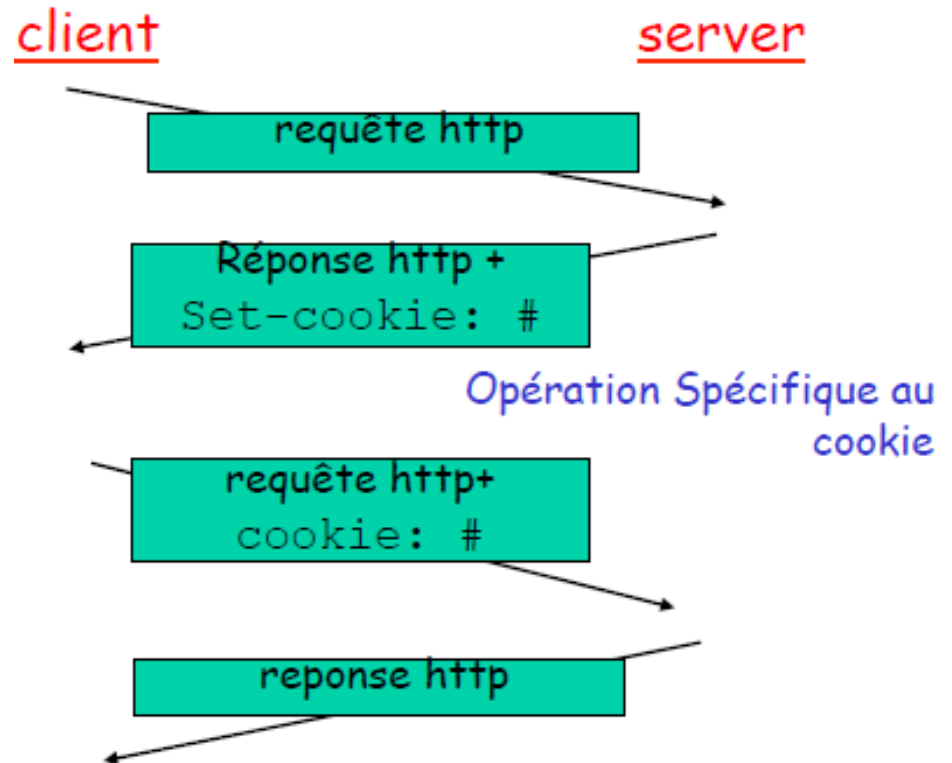 client
server
requête http
Réponse http +
Set-cookie: #
Opération Spécifique au
cookie
requête http+
cookie: #
reponse http